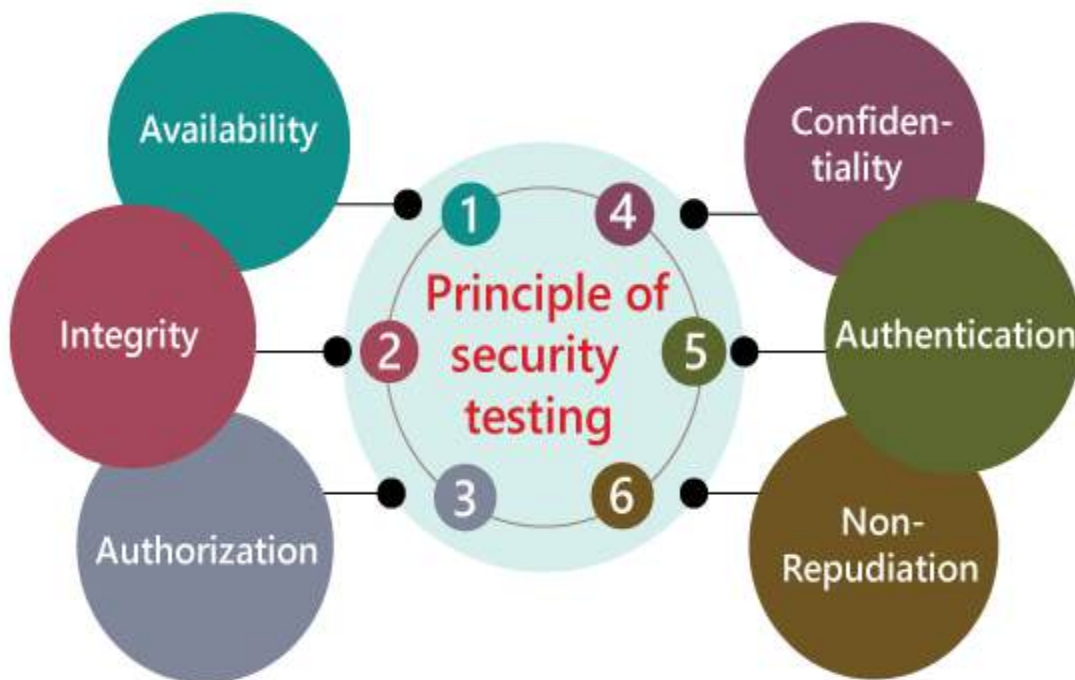 Availability
Integrity
Authorization
1
2
3
Principle of
security
testing
4
5
6
Confiden-
tiality
Authentication
Non-
Repudiation